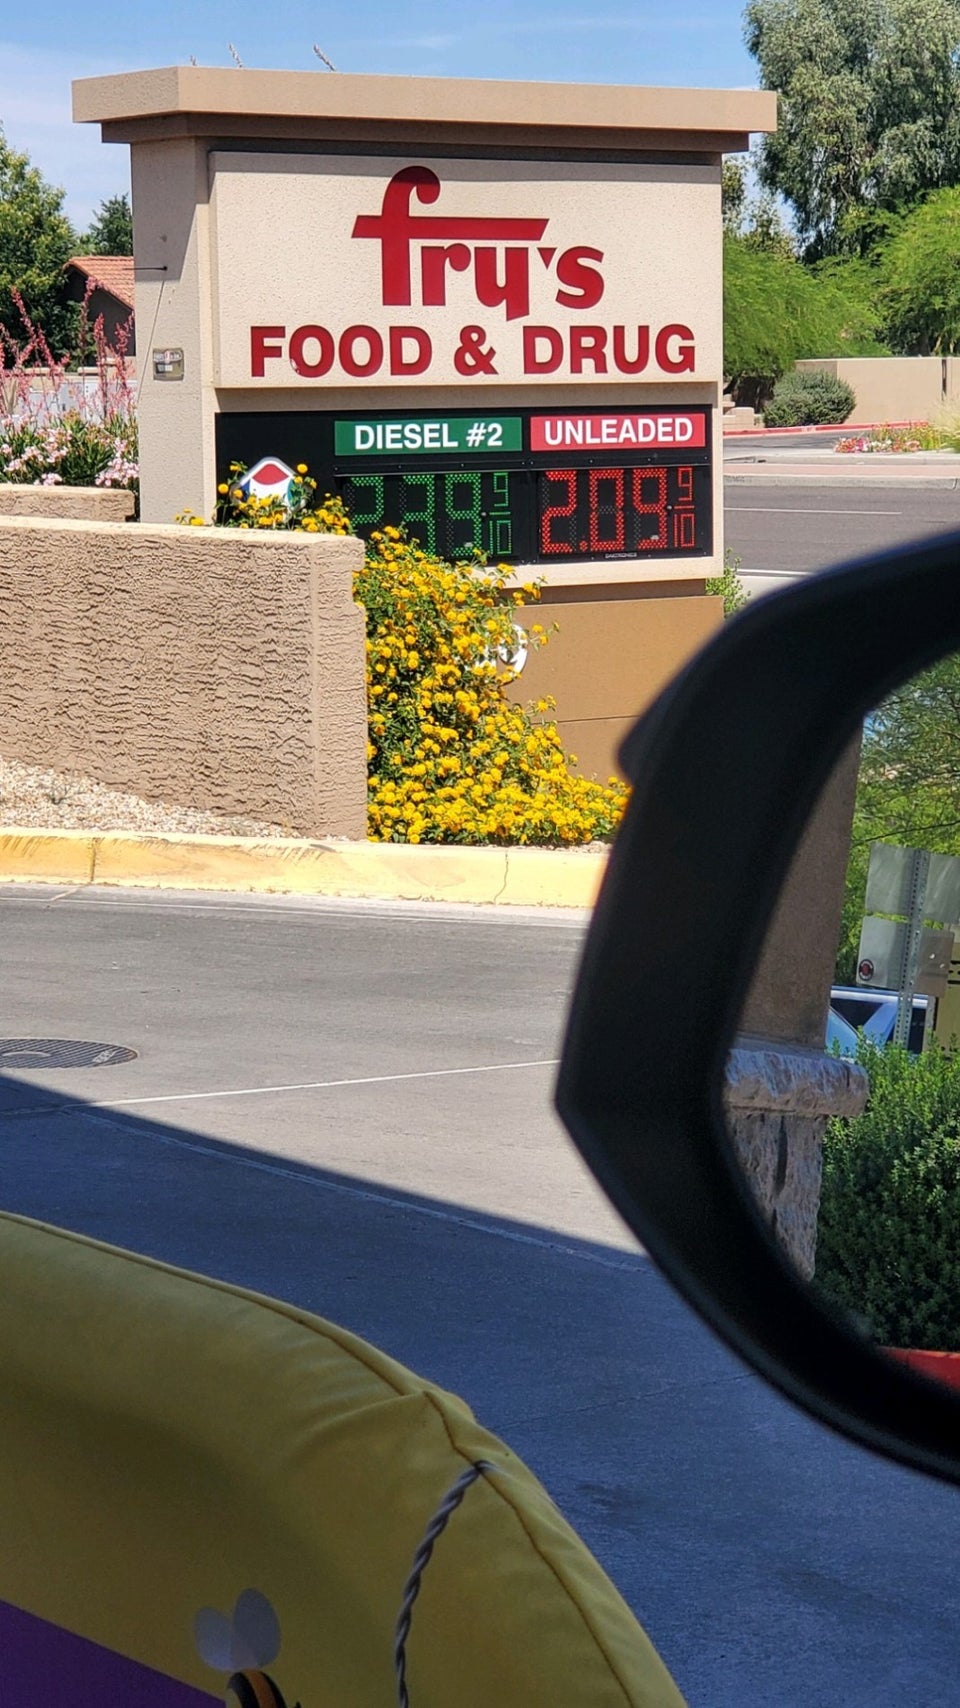 fry's
FOOD & DRUG
DIESEL #2 UNLEADED
2.39 9/10 2.09 9/10